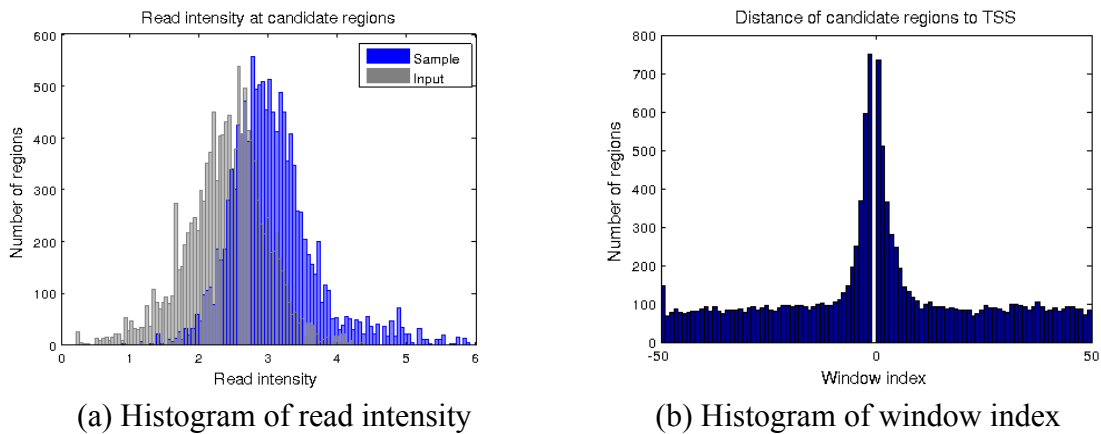 Read intensity at candidate regions
600
500
400
300
200
100
0
Number of regions
Sample
Input
0 1 2 3 4 5 6
Read intensity
(a) Histogram of read intensity
Distance of candidate regions to TSS
800
700
600
500
400
300
200
100
0
Number of regions
-50 0 50
Window index
(b) Histogram of window index